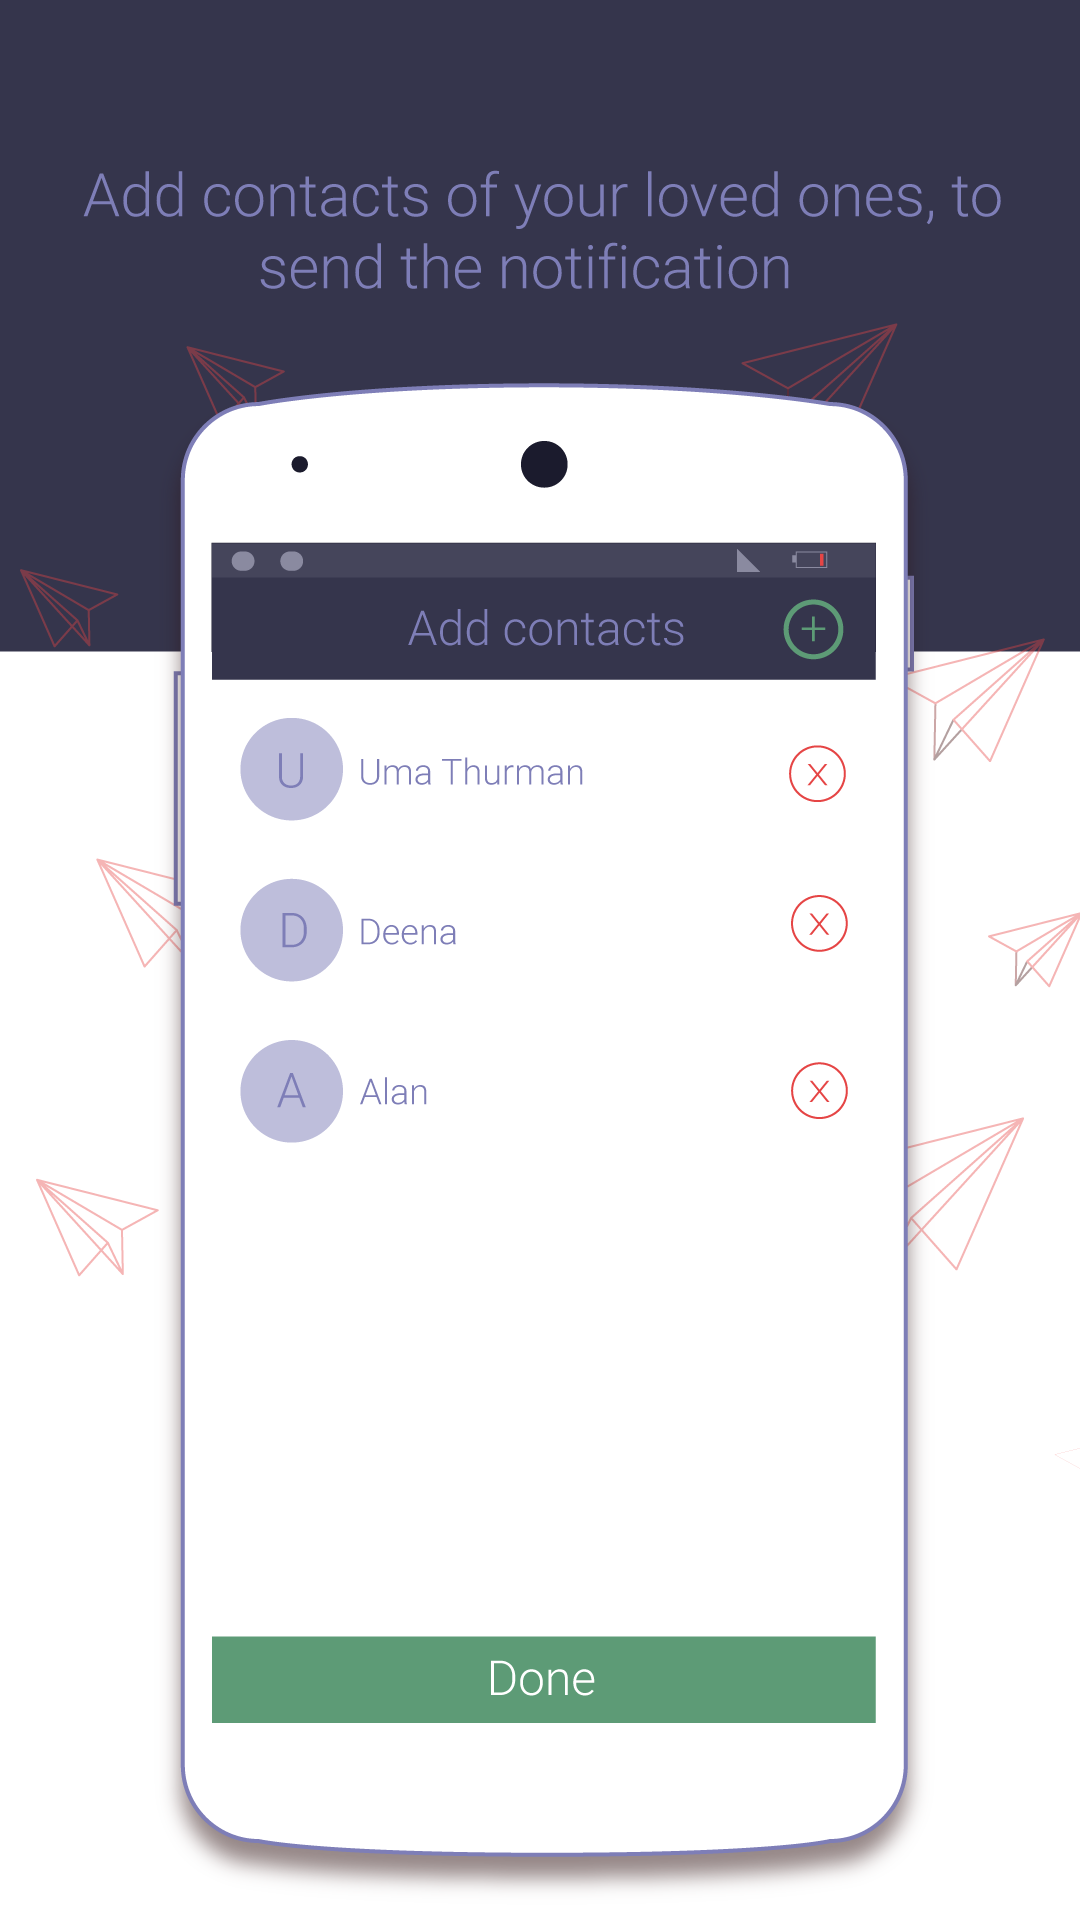 Add contacts of your loved ones, to
send the notification
Add contacts
+
U Uma Thurman X
D Deena X
A Alan X
Done